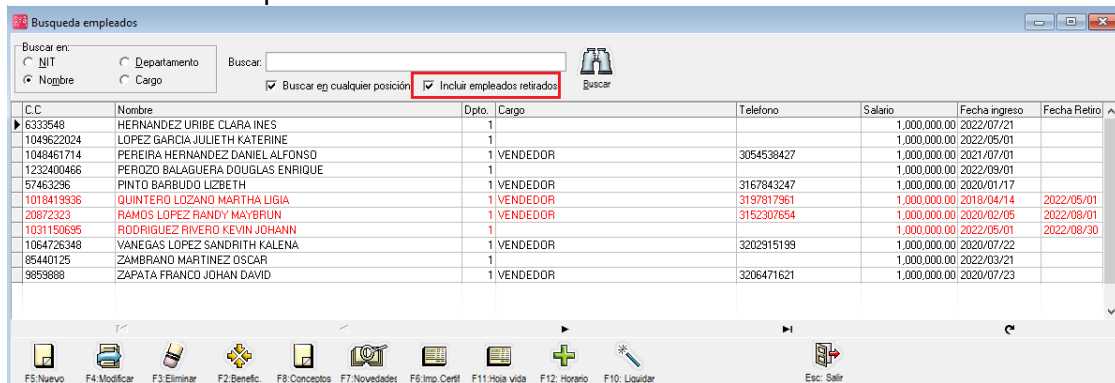 Busqueda empleados
Buscar en:
NIT Departamento Buscar:
Nombre Cargo Buscar en cualquier posición Incluir empleados retirados Buscar
C.C Nombre Dpto. Cargo Telefono Salario Fecha ingreso Fecha Retiro
6333548 HERNANDEZ URIBE CLARA INES 1 1,000,000.00 2022/07/21
1049622024 LOPEZ GARCIA JULIETH KATERINE 1 1,000,000.00 2022/05/01
1048461714 PEREIRA HERNANDEZ DANIEL ALFONSO 1 VENDEDOR 3054538427 1,000,000.00 2021/07/01
1232400466 PEROZO BALAGUERA DOUGLAS ENRIQUE 1 1,000,000.00 2022/09/01
57463296 PINTO BARBUDO LIZBETH 1 VENDEDOR 3167843247 1,000,000.00 2020/01/17
1018419936 QUINTERO LOZANO MARTHA LIGIA 1 VENDEDOR 3197817961 1,000,000.00 2018/04/14 2022/05/01
20872323 RAMOS LOPEZ RANDY MAYBRUN 1 VENDEDOR 3152307654 1,000,000.00 2020/02/05 2022/08/01
1031150695 RODRIGUEZ RIVERO KEVIN JOHANN 1 1,000,000.00 2022/05/01 2022/08/30
1064726348 VANEGAS LOPEZ SANDRITH KALENA 1 VENDEDOR 3202915199 1,000,000.00 2020/07/22
85440125 ZAMBRANO MARTINEZ OSCAR 1 1,000,000.00 2022/03/21
9859888 ZAPATA FRANCO JOHAN DAVID 1 VENDEDOR 3206471621 1,000,000.00 2020/07/23
F5:Nuevo F4:Modificar F3:Eliminar F2:Benefic. F8:Conceptos F7:Novedades F6:Imp.Certif F11:Hoja vida F12: Horario F10: Liquidar Esc: Salir